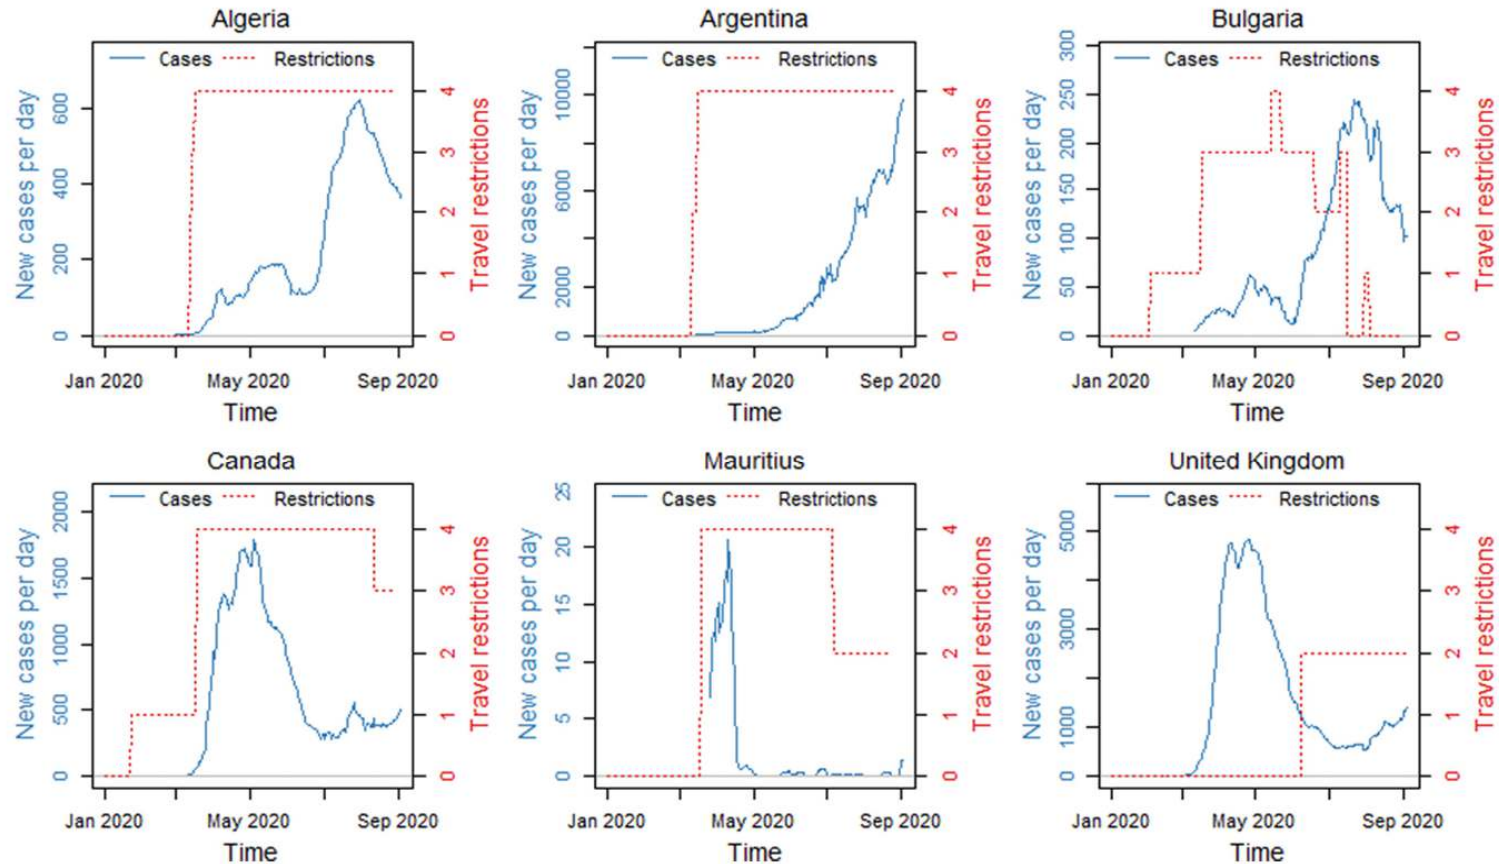 Algeria
Cases Restrictions
New cases per day
0 200 400 600
Travel restrictions
0 1 2 3 4
Jan 2020 May 2020 Sep 2020
Time
Argentina
Cases Restrictions
New cases per day
0 2000 6000 10000
Travel restrictions
0 1 2 3 4
Jan 2020 May 2020 Sep 2020
Time
Bulgaria
Cases Restrictions
New cases per day
0 50 100 150 200 250 300
Travel restrictions
0 1 2 3 4
Jan 2020 May 2020 Sep 2020
Time
Canada
Cases Restrictions
New cases per day
0 500 1000 1500 2000
Travel restrictions
0 1 2 3 4
Jan 2020 May 2020 Sep 2020
Time
Mauritius
Cases Restrictions
New cases per day
0 5 10 15 20 25
Travel restrictions
0 1 2 3 4
Jan 2020 May 2020 Sep 2020
Time
United Kingdom
Cases Restrictions
New cases per day
0 1000 3000 5000
Travel restrictions
0 1 2 3 4
Jan 2020 May 2020 Sep 2020
Time